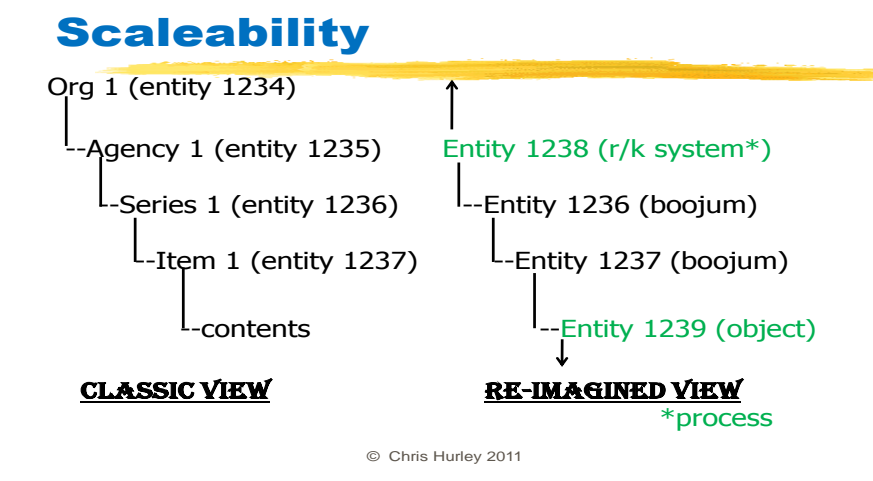 Scaleability
Org 1 (entity 1234)
--Agency 1 (entity 1235)
--Series 1 (entity 1236)
--Item 1 (entity 1237)
--contents
CLASSIC VIEW
Entity 1238 (r/k system*)
--Entity 1236 (boojum)
--Entity 1237 (boojum)
--Entity 1239 (object)
RE-IMAGINED VIEW
*process
© Chris Hurley 2011